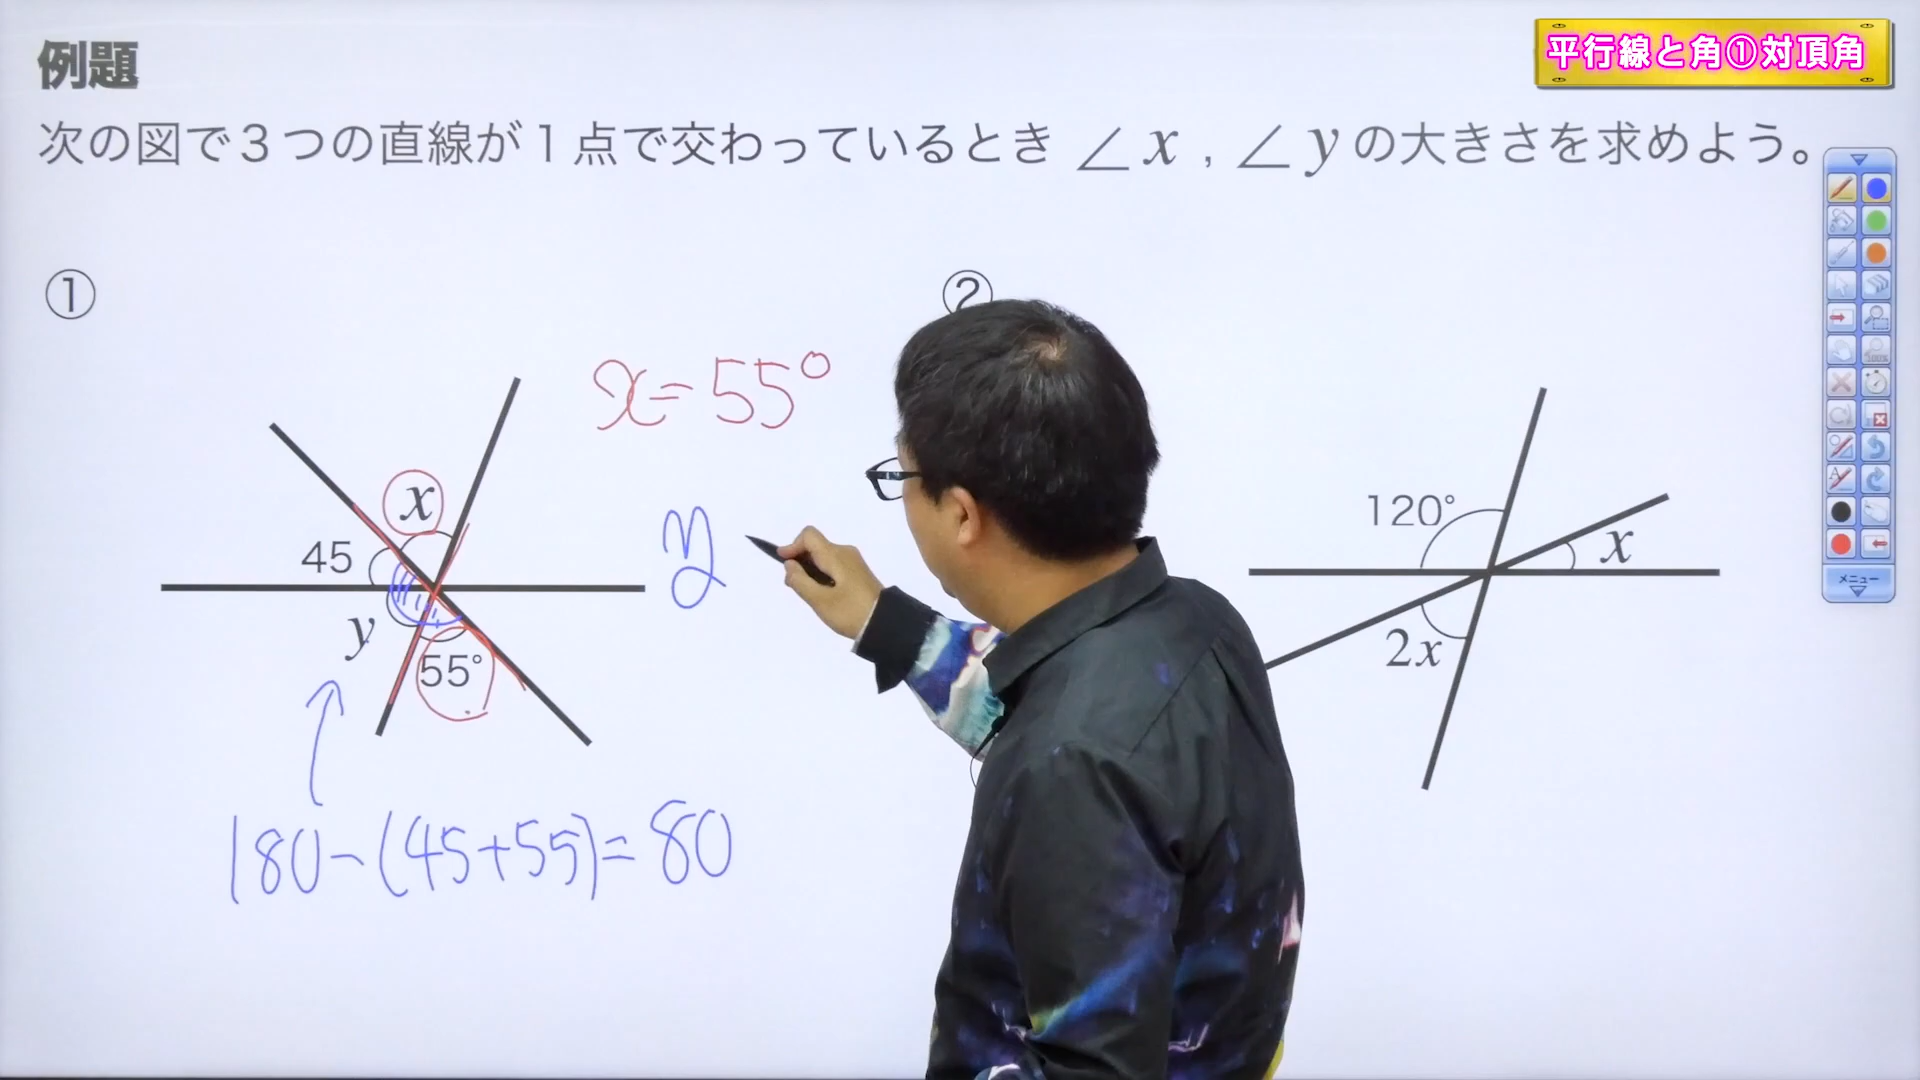 例題
平行線と角①対頂角
次の図で３つの直線が１点で交わっているとき ∠x , ∠yの大きさを求めよう。
①
x
45
y
55°
x=55°
y
180-(45+55)=80
120°
x
2x
メニュー